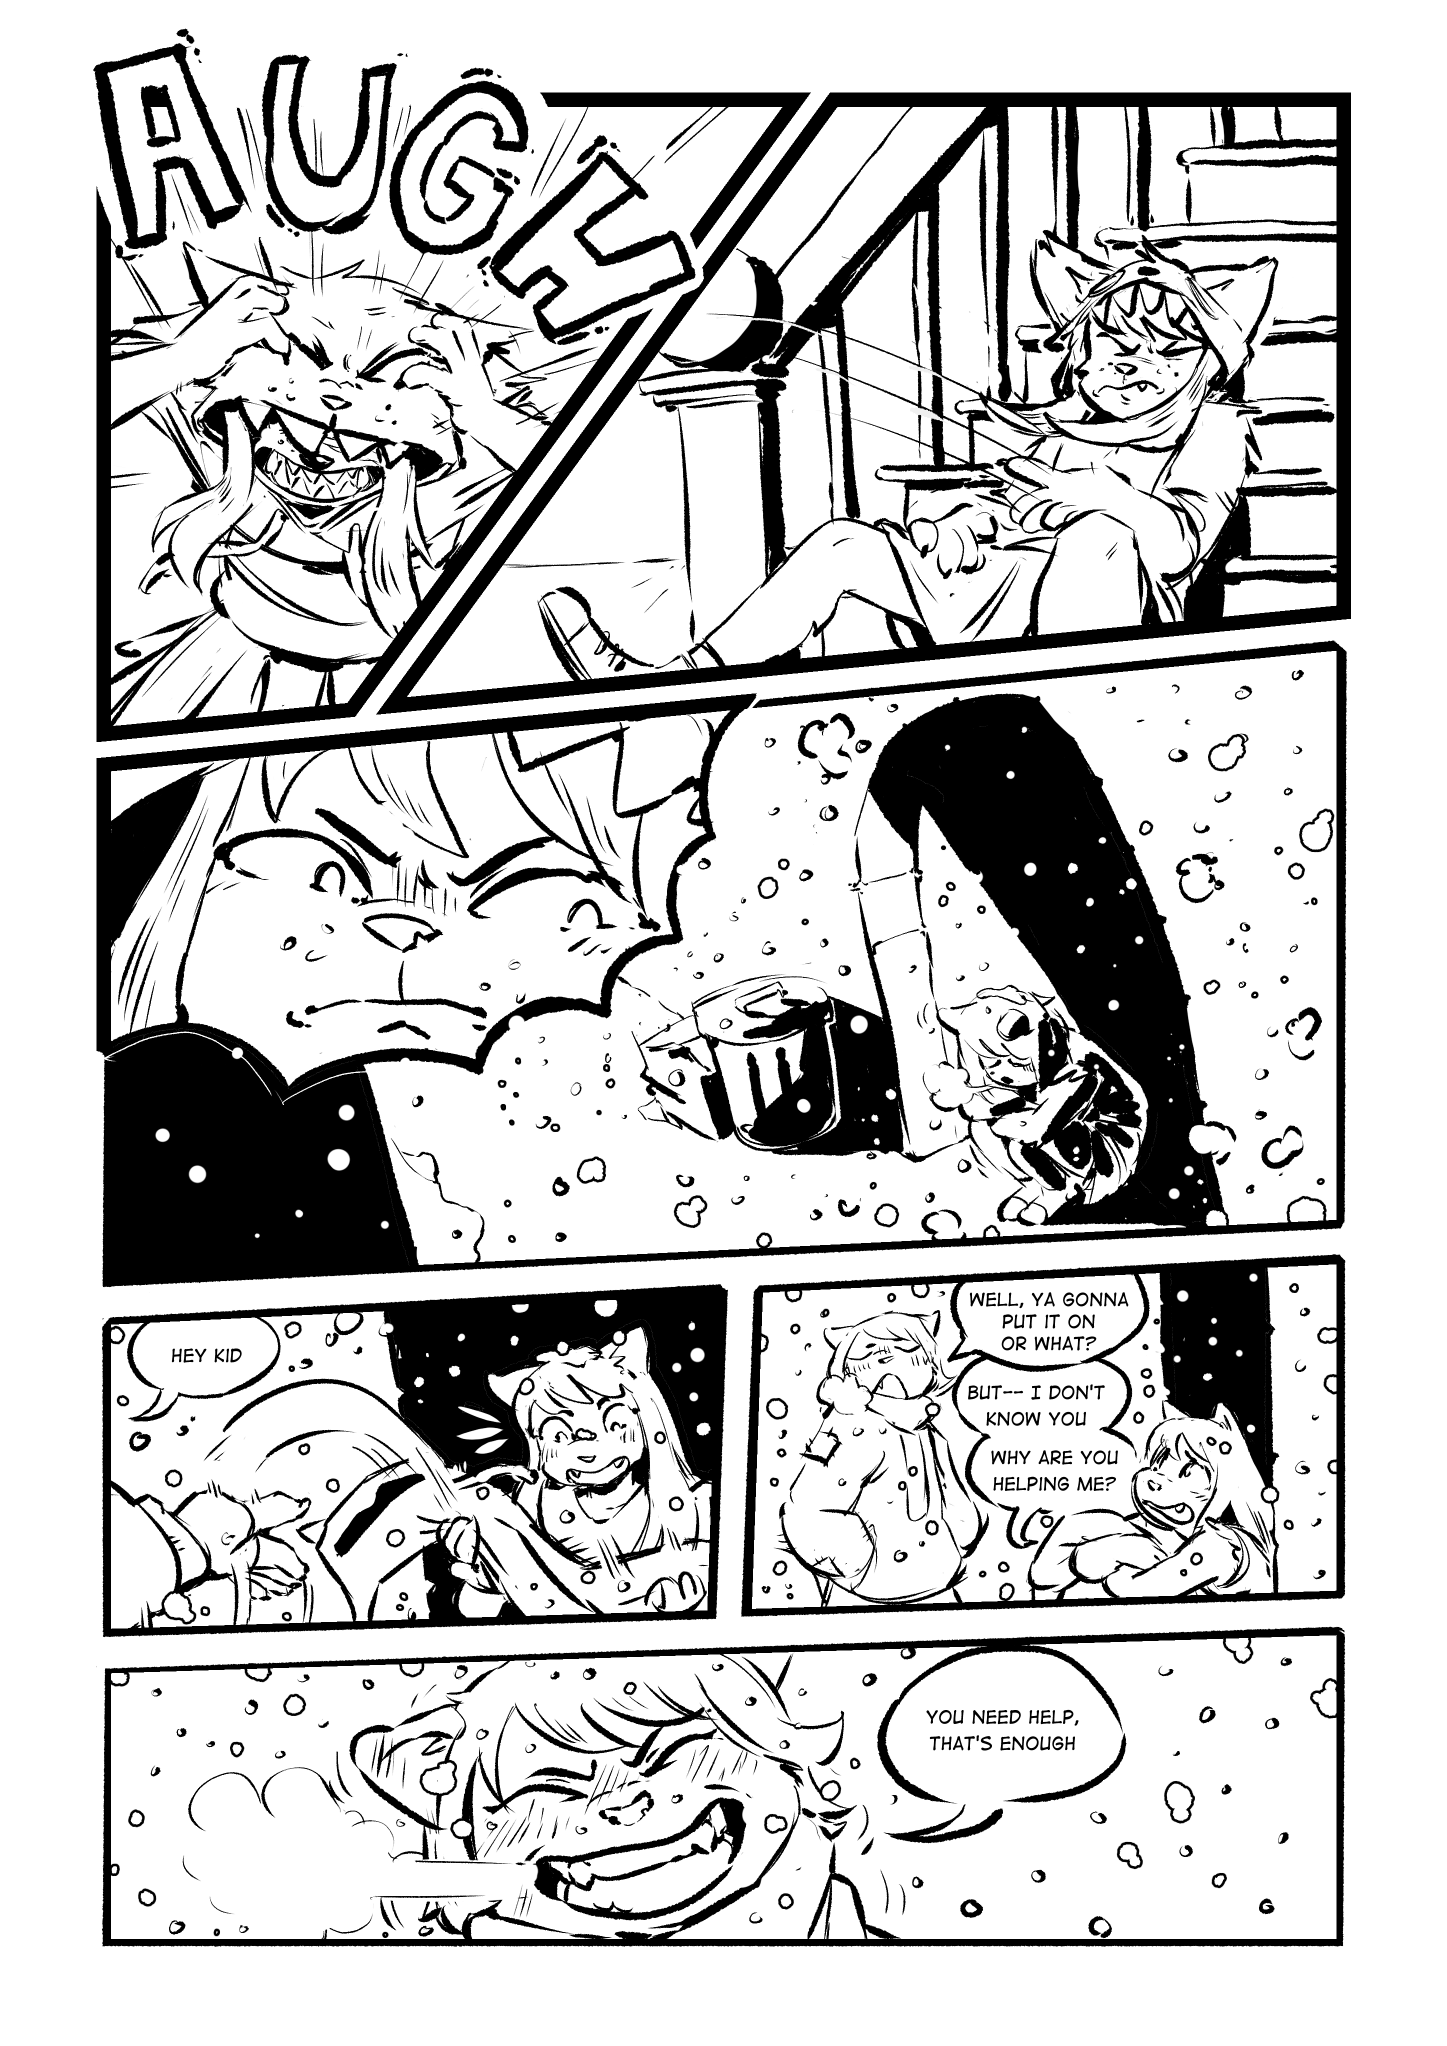 AUGH
HEY KID
WELL, YA GONNA
PUT IT ON
OR WHAT?
BUT-- I DON'T
KNOW YOU
WHY ARE YOU
HELPING ME?
YOU NEED HELP,
THAT'S ENOUGH